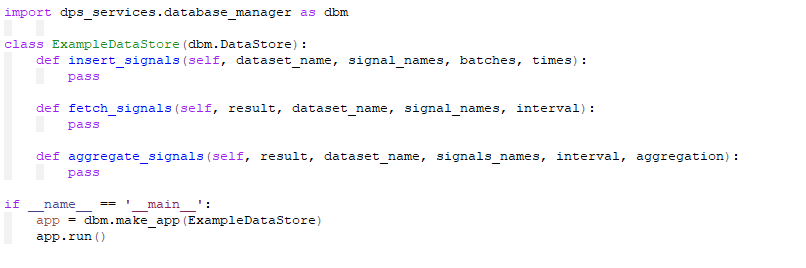 import dps_services.database_manager as dbm
class ExampleDataStore(dbm.DataStore):
    def insert_signals(self, dataset_name, signal_names, batches, times):
        pass
    def fetch_signals(self, result, dataset_name, signal_names, interval):
        pass
    def aggregate_signals(self, result, dataset_name, signals_names, interval, aggregation):
        pass
if __name__ == '__main__':
    app = dbm.make_app(ExampleDataStore)
    app.run()